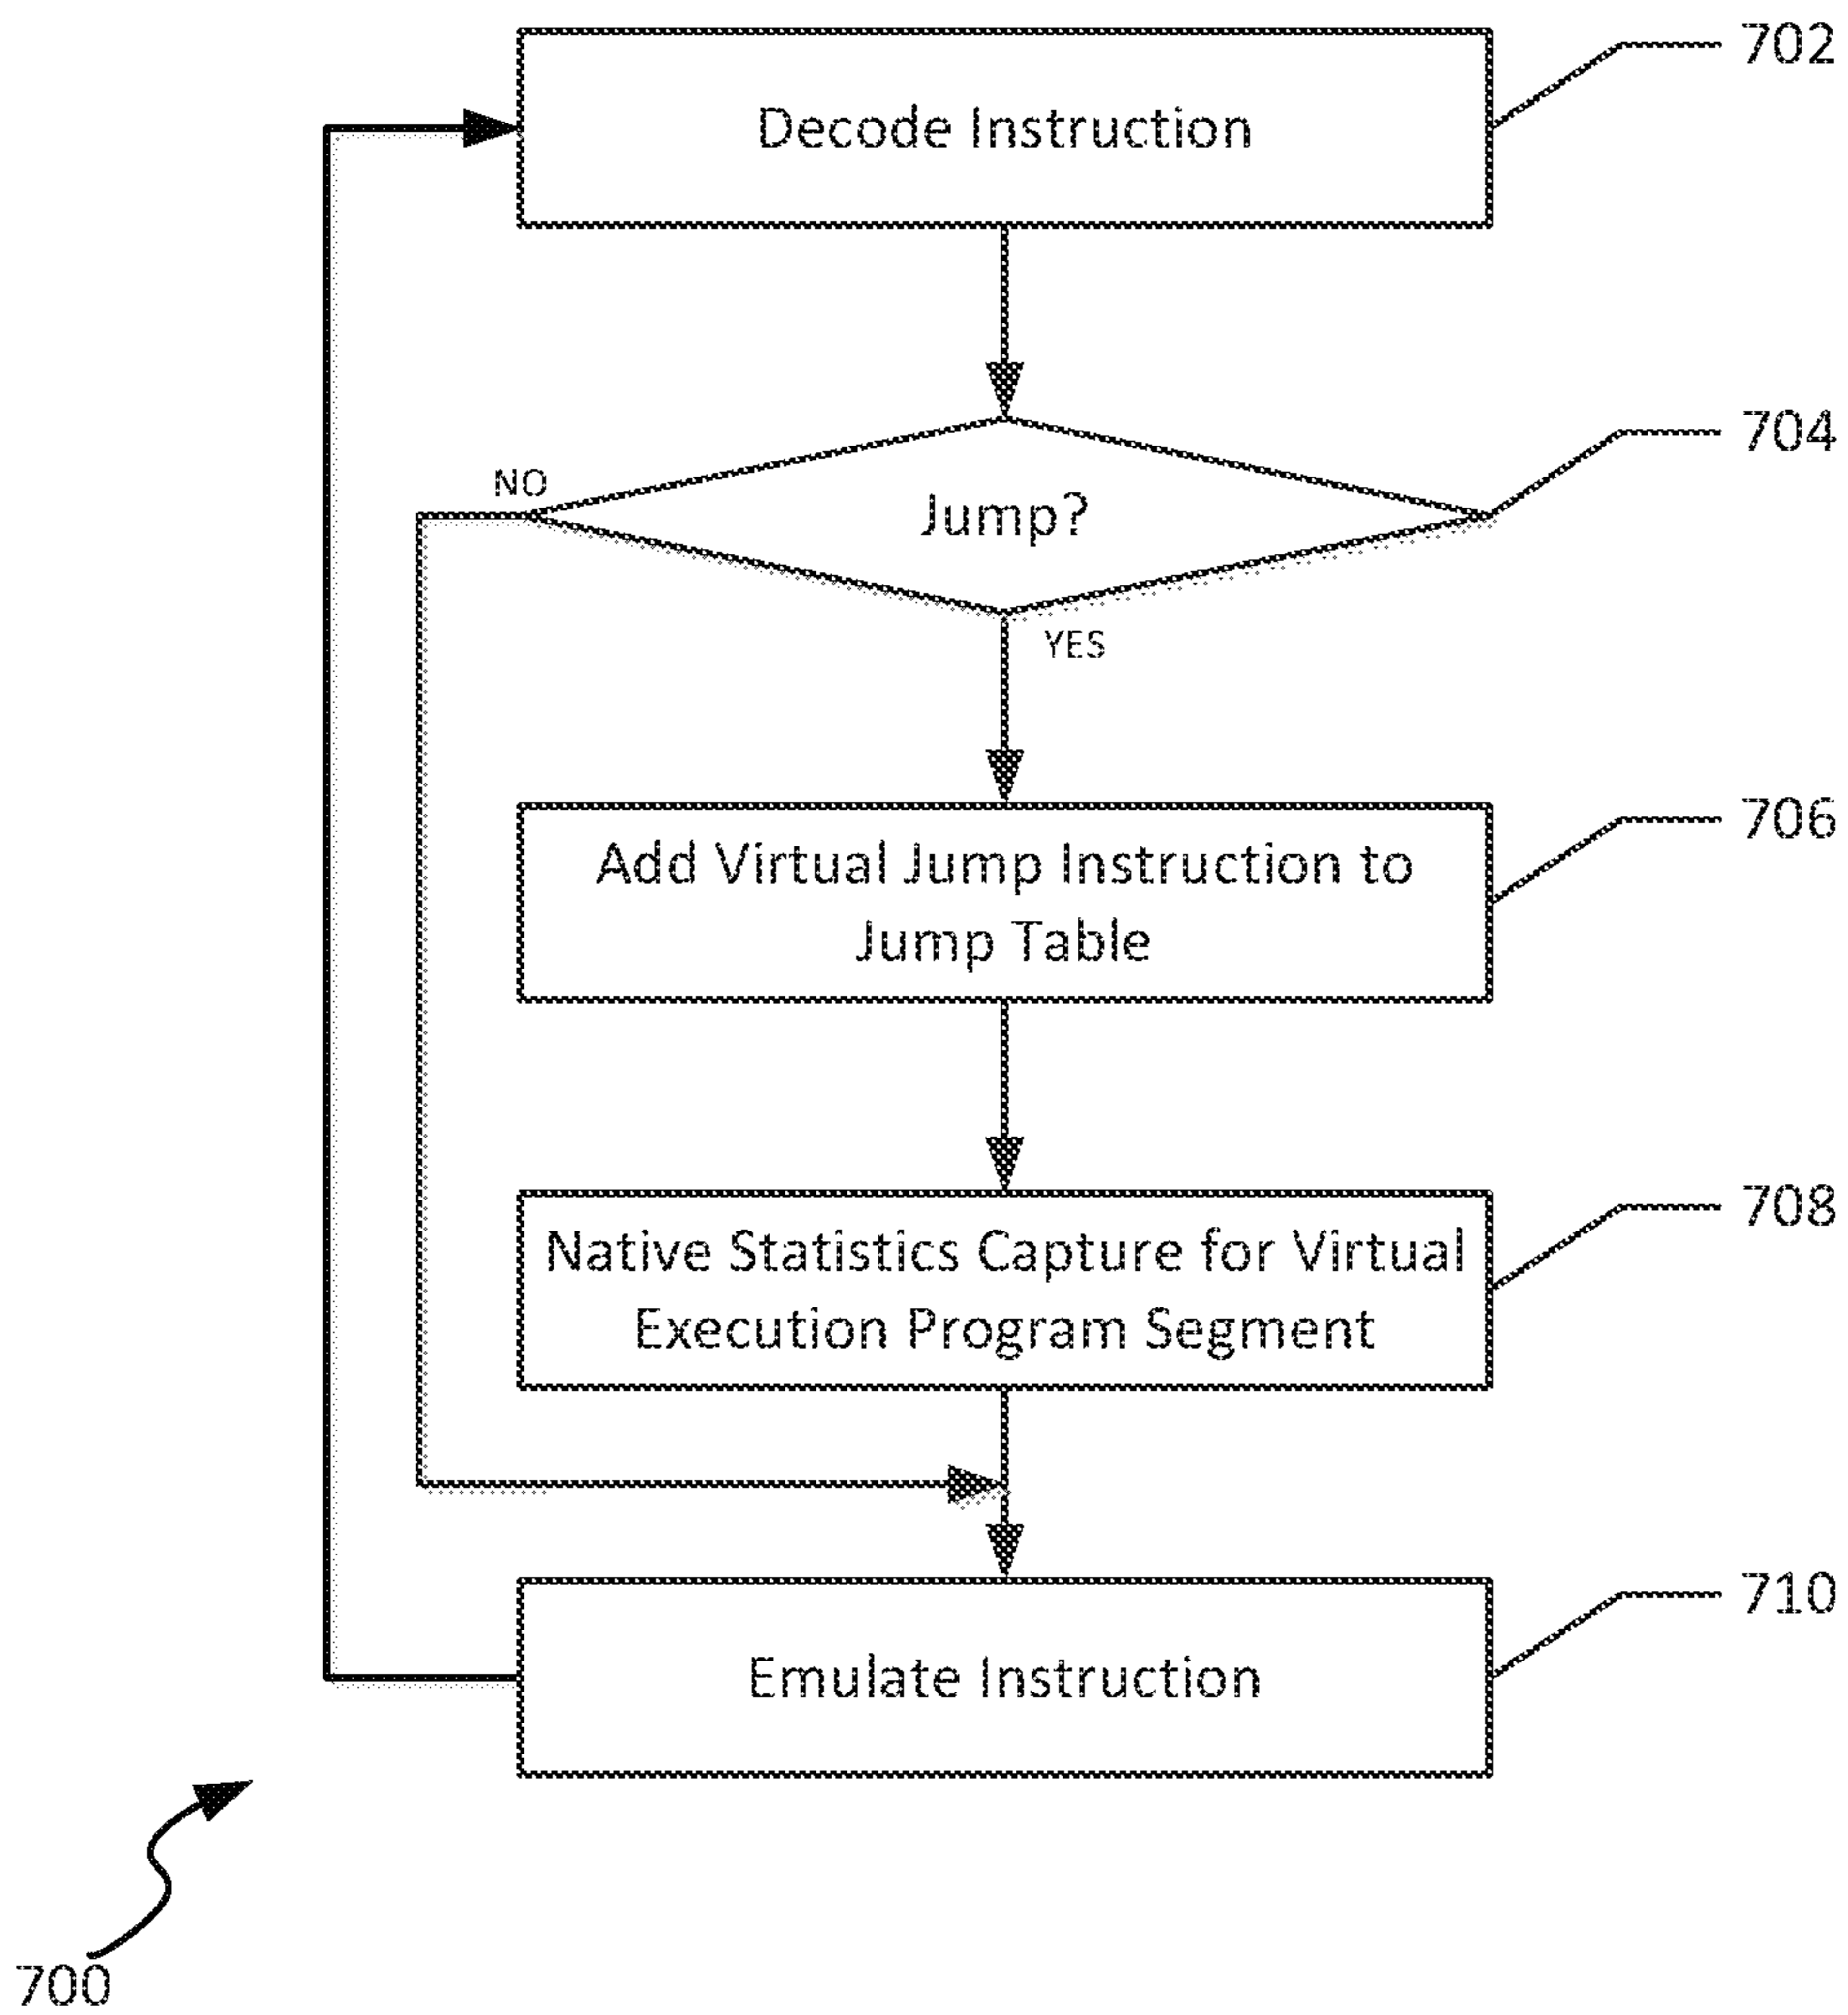 702
Decode Instruction
704
NO
Jump?
YES
706
Add Virtual Jump Instruction to
Jump Table
708
Native Statistics Capture for Virtual
Execution Program Segment
710
Emulate Instruction
700